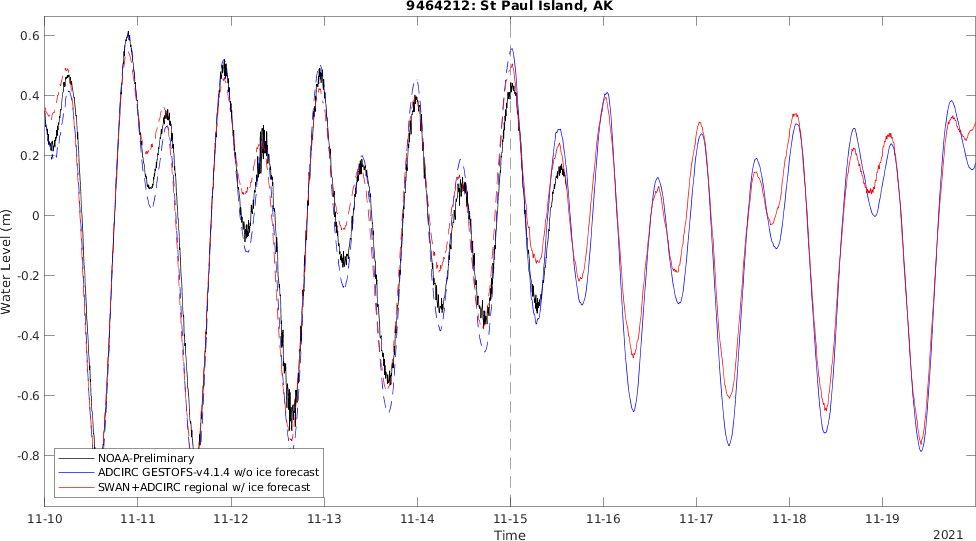 9464212: St Paul Island, AK
0.6
0.4
0.2
0
-0.2
-0.4
-0.6
-0.8
Water Level (m)
NOAA-Preliminary
ADCIRC GESTOFS-v4.1.4 w/o ice forecast
SWAN+ADCIRC regional w/ ice forecast
11-10 11-11 11-12 11-13 11-14 11-15 11-16 11-17 11-18 11-19
Time
2021